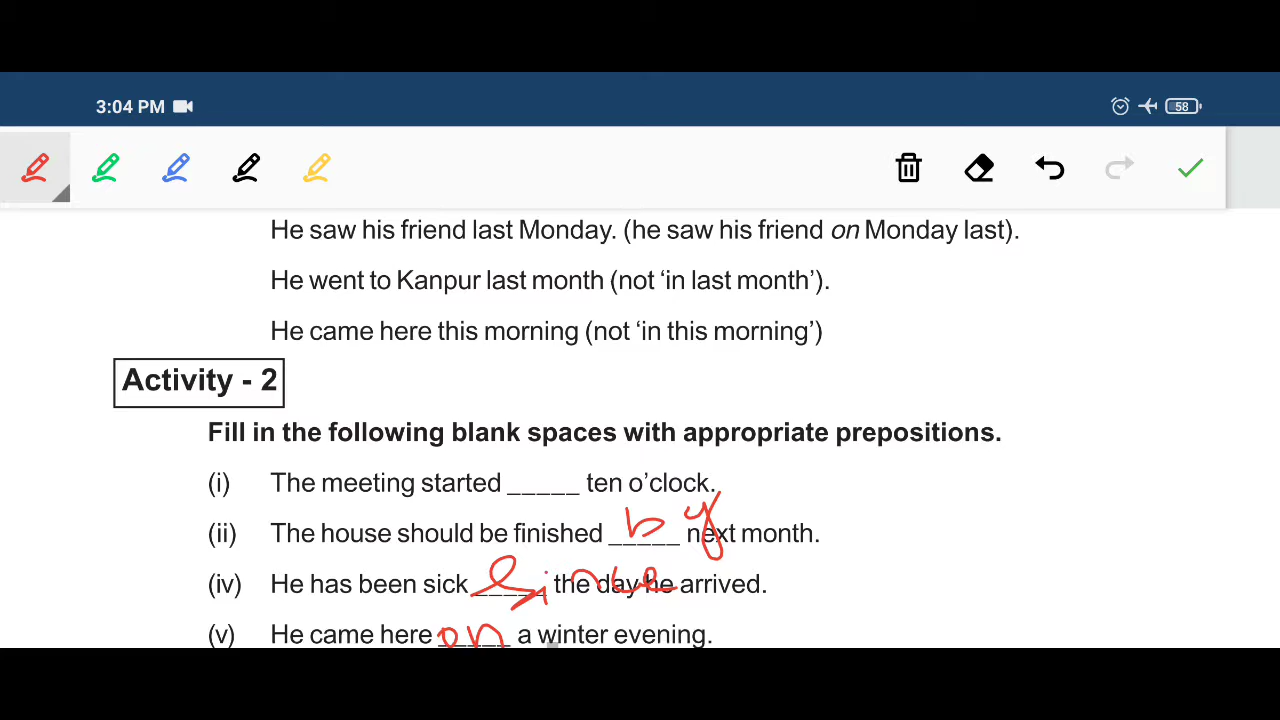 3:04 PM 58
He saw his friend last Monday. (he saw his friend on Monday last).
He went to Kanpur last month (not ‘in last month’).
He came here this morning (not ‘in this morning’)
Activity - 2
Fill in the following blank spaces with appropriate prepositions.
(i) The meeting started _____ ten o’clock.
(ii) The house should be finished by next month.
(iv) He has been sick Since the day he arrived.
(v) He came here on a winter evening.